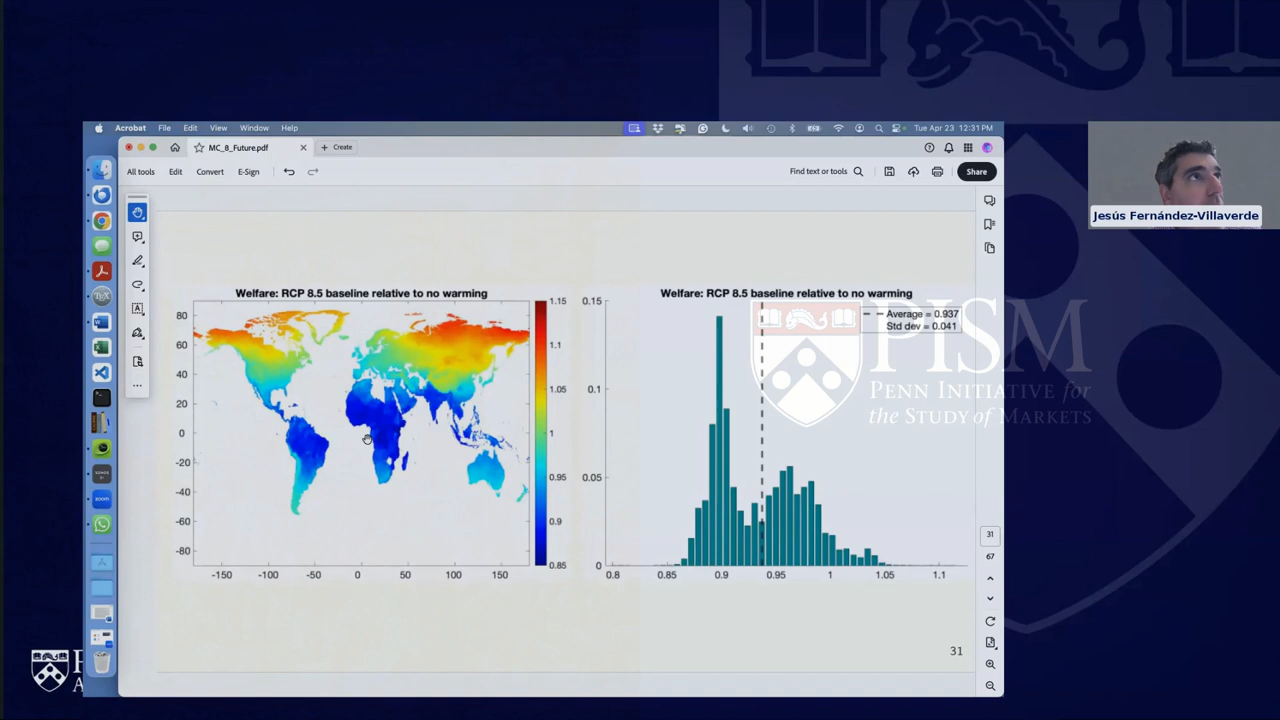 Acrobat File Edit View Window Help Tue Apr 23 12:31 PM
MC_8_Future.pdf Create
All tools Edit Convert E-Sign Find text or tools Share
Jesús Fernández-Villaverde
Welfare: RCP 8.5 baseline relative to no warming
80
60
40
20
0
-20
-40
-60
-80
-150 -100 -50 0 50 100 150
1.15
1.1
1.05
1
0.95
0.9
0.85
Welfare: RCP 8.5 baseline relative to no warming
Average = 0.937
Std dev = 0.041
0.15
0.1
0.05
0
0.8 0.85 0.9 0.95 1 1.05 1.1
PISM
PENN INITIATIVE for
the STUDY of MARKETS
31
67
31
zoom